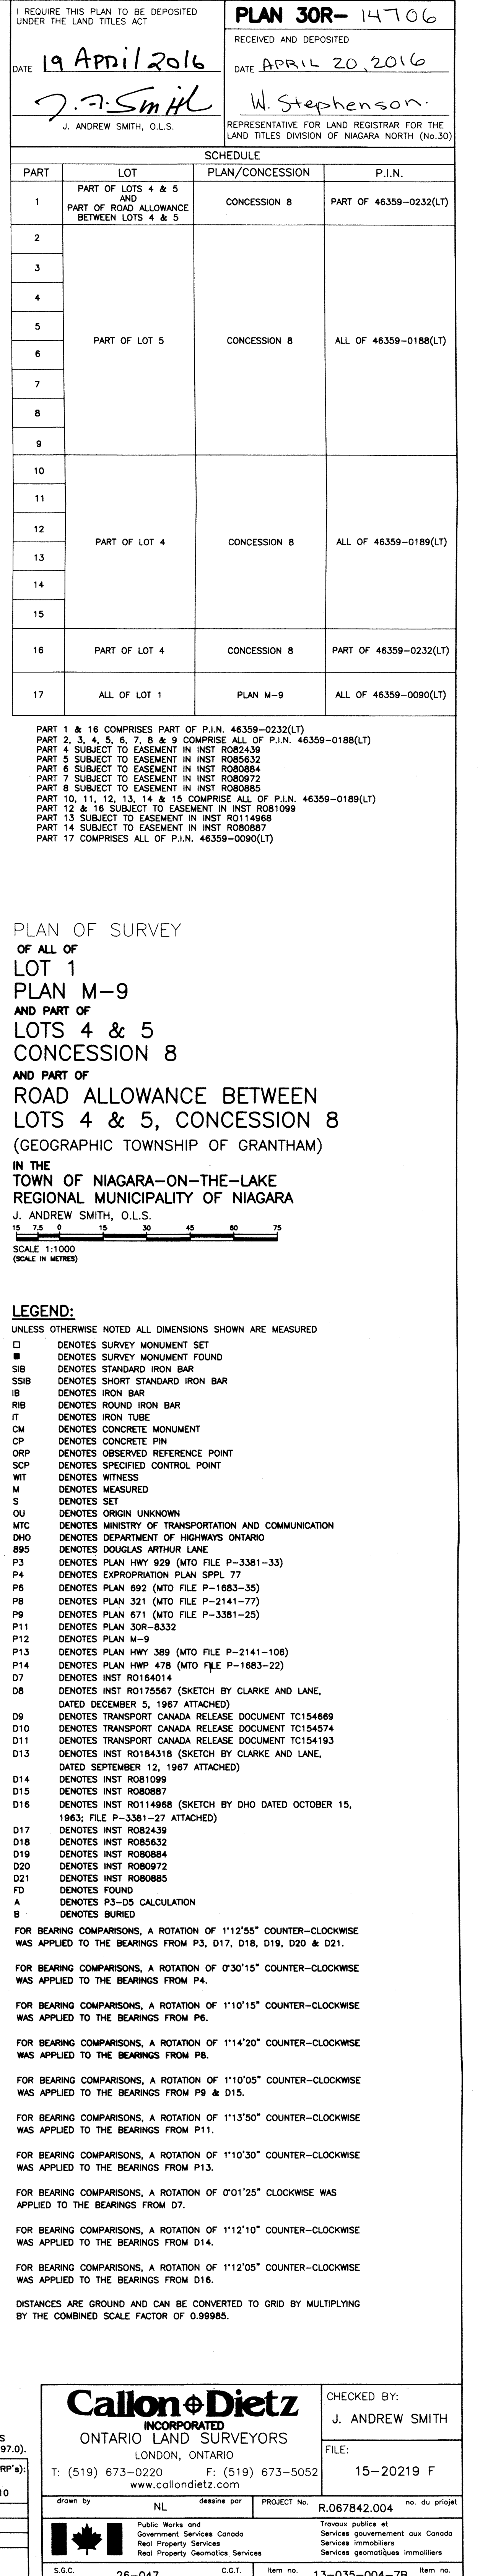 I REQUIRE THIS PLAN TO BE DEPOSITED
UNDER THE LAND TITLES ACT
DATE 19 April 2016
J. A. Smith
J. ANDREW SMITH, O.L.S.
PLAN 30R- 14706
RECEIVED AND DEPOSITED
DATE APRIL 20, 2016
W. Stephenson.
REPRESENTATIVE FOR LAND REGISTRAR FOR THE
LAND TITLES DIVISION OF NIAGARA NORTH (No.30)
SCHEDULE
PART LOT PLAN/CONCESSION P.I.N.
1 PART OF LOTS 4 & 5 AND PART OF ROAD ALLOWANCE BETWEEN LOTS 4 & 5 CONCESSION 8 PART OF 46359-0232(LT)
2
3
4
5
PART OF LOT 5 CONCESSION 8 ALL OF 46359-0188(LT)
6
7
8
9
10
11
12
PART OF LOT 4 CONCESSION 8 ALL OF 46359-0189(LT)
13
14
15
16 PART OF LOT 4 CONCESSION 8 PART OF 46359-0232(LT)
17 ALL OF LOT 1 PLAN M-9 ALL OF 46359-0090(LT)
PART 1 & 16 COMPRISES PART OF P.I.N. 46359-0232(LT)
PART 2, 3, 4, 5, 6, 7, 8 & 9 COMPRISE ALL OF P.I.N. 46359-0188(LT)
PART 4 SUBJECT TO EASEMENT IN INST RO82439
PART 5 SUBJECT TO EASEMENT IN INST RO85632
PART 6 SUBJECT TO EASEMENT IN INST RO80884
PART 7 SUBJECT TO EASEMENT IN INST RO80972
PART 8 SUBJECT TO EASEMENT IN INST RO80885
PART 10, 11, 12, 13, 14 & 15 COMPRISE ALL OF P.I.N. 46359-0189(LT)
PART 12 & 16 SUBJECT TO EASEMENT IN INST RO81099
PART 13 SUBJECT TO EASEMENT IN INST RO114968
PART 14 SUBJECT TO EASEMENT IN INST RO80887
PART 17 COMPRISES ALL OF P.I.N. 46359-0090(LT)
PLAN OF SURVEY
OF ALL OF
LOT 1
PLAN M-9
AND PART OF
LOTS 4 & 5
CONCESSION 8
AND PART OF
ROAD ALLOWANCE BETWEEN
LOTS 4 & 5, CONCESSION 8
(GEOGRAPHIC TOWNSHIP OF GRANTHAM)
IN THE
TOWN OF NIAGARA-ON-THE-LAKE
REGIONAL MUNICIPALITY OF NIAGARA
J. ANDREW SMITH, O.L.S.
15 7.5 0 15 30 45 60 75
SCALE 1:1000
(SCALE IN METRES)
LEGEND:
UNLESS OTHERWISE NOTED ALL DIMENSIONS SHOWN ARE MEASURED
□ DENOTES SURVEY MONUMENT SET
■ DENOTES SURVEY MONUMENT FOUND
SIB DENOTES STANDARD IRON BAR
SSIB DENOTES SHORT STANDARD IRON BAR
IB DENOTES IRON BAR
RIB DENOTES ROUND IRON BAR
IT DENOTES IRON TUBE
CM DENOTES CONCRETE MONUMENT
CP DENOTES CONCRETE PIN
ORP DENOTES OBSERVED REFERENCE POINT
SCP DENOTES SPECIFIED CONTROL POINT
WIT DENOTES WITNESS
M DENOTES MEASURED
S DENOTES SET
OU DENOTES ORIGIN UNKNOWN
MTC DENOTES MINISTRY OF TRANSPORTATION AND COMMUNICATION
DHO DENOTES DEPARTMENT OF HIGHWAYS ONTARIO
895 DENOTES DOUGLAS ARTHUR LANE
P3 DENOTES PLAN HWY 929 (MTO FILE P-3381-33)
P4 DENOTES EXPROPRIATION PLAN SPPL 77
P6 DENOTES PLAN 692 (MTO FILE P-1683-35)
P8 DENOTES PLAN 321 (MTO FILE P-2141-77)
P9 DENOTES PLAN 671 (MTO FILE P-3381-25)
P11 DENOTES PLAN 30R-8332
P12 DENOTES PLAN M-9
P13 DENOTES PLAN HWY 389 (MTO FILE P-2141-106)
P14 DENOTES PLAN HWP 478 (MTO FILE P-1683-22)
D7 DENOTES INST RO164014
D8 DENOTES INST RO175567 (SKETCH BY CLARKE AND LANE,
DATED DECEMBER 5, 1967 ATTACHED)
D9 DENOTES TRANSPORT CANADA RELEASE DOCUMENT TC154669
D10 DENOTES TRANSPORT CANADA RELEASE DOCUMENT TC154574
D11 DENOTES TRANSPORT CANADA RELEASE DOCUMENT TC154193
D13 DENOTES INST RO184318 (SKETCH BY CLARKE AND LANE,
DATED SEPTEMBER 12, 1967 ATTACHED)
D14 DENOTES INST RO81099
D15 DENOTES INST RO80887
D16 DENOTES INST RO114968 (SKETCH BY DHO DATED OCTOBER 15,
1963; FILE P-3381-27 ATTACHED)
D17 DENOTES INST RO82439
D18 DENOTES INST RO85632
D19 DENOTES INST RO80884
D20 DENOTES INST RO80972
D21 DENOTES INST RO80885
FD DENOTES FOUND
A DENOTES P3-D5 CALCULATION
B DENOTES BURIED
FOR BEARING COMPARISONS, A ROTATION OF 1°12'55" COUNTER-CLOCKWISE
WAS APPLIED TO THE BEARINGS FROM P3, D17, D18, D19, D20 & D21.
FOR BEARING COMPARISONS, A ROTATION OF 0°30'15" COUNTER-CLOCKWISE
WAS APPLIED TO THE BEARINGS FROM P4.
FOR BEARING COMPARISONS, A ROTATION OF 1°10'15" COUNTER-CLOCKWISE
WAS APPLIED TO THE BEARINGS FROM P6.
FOR BEARING COMPARISONS, A ROTATION OF 1°14'20" COUNTER-CLOCKWISE
WAS APPLIED TO THE BEARINGS FROM P8.
FOR BEARING COMPARISONS, A ROTATION OF 1°10'05" COUNTER-CLOCKWISE
WAS APPLIED TO THE BEARINGS FROM P9 & D15.
FOR BEARING COMPARISONS, A ROTATION OF 1°13'50" COUNTER-CLOCKWISE
WAS APPLIED TO THE BEARINGS FROM P11.
FOR BEARING COMPARISONS, A ROTATION OF 1°10'30" COUNTER-CLOCKWISE
WAS APPLIED TO THE BEARINGS FROM P13.
FOR BEARING COMPARISONS, A ROTATION OF 0°01'25" CLOCKWISE WAS
APPLIED TO THE BEARINGS FROM D7.
FOR BEARING COMPARISONS, A ROTATION OF 1°12'10" COUNTER-CLOCKWISE
WAS APPLIED TO THE BEARINGS FROM D14.
FOR BEARING COMPARISONS, A ROTATION OF 1°12'05" COUNTER-CLOCKWISE
WAS APPLIED TO THE BEARINGS FROM D16.
DISTANCES ARE GROUND AND CAN BE CONVERTED TO GRID BY MULTIPLYING
BY THE COMBINED SCALE FACTOR OF 0.99985.
S
97.0).
RP's):
10
Callon Dietz
INCORPORATED
ONTARIO LAND SURVEYORS
LONDON, ONTARIO
T: (519) 673-0220 F: (519) 673-5052
www.callondietz.com
CHECKED BY:
J. ANDREW SMITH
FILE:
15-20219 F
drawn by NL dessine par
PROJECT No. R.067842.004 no. du priojet
Public Works and
Government Services Canada
Real Property Services
Real Property Geomatics Services
Travaux publics et
Services gouvernement aux Canada
Services immobiliers
Services geomatiques immoliliers
S.G.C. 26-047 C.G.T.
Item no. 13-035-004-7B Item no.